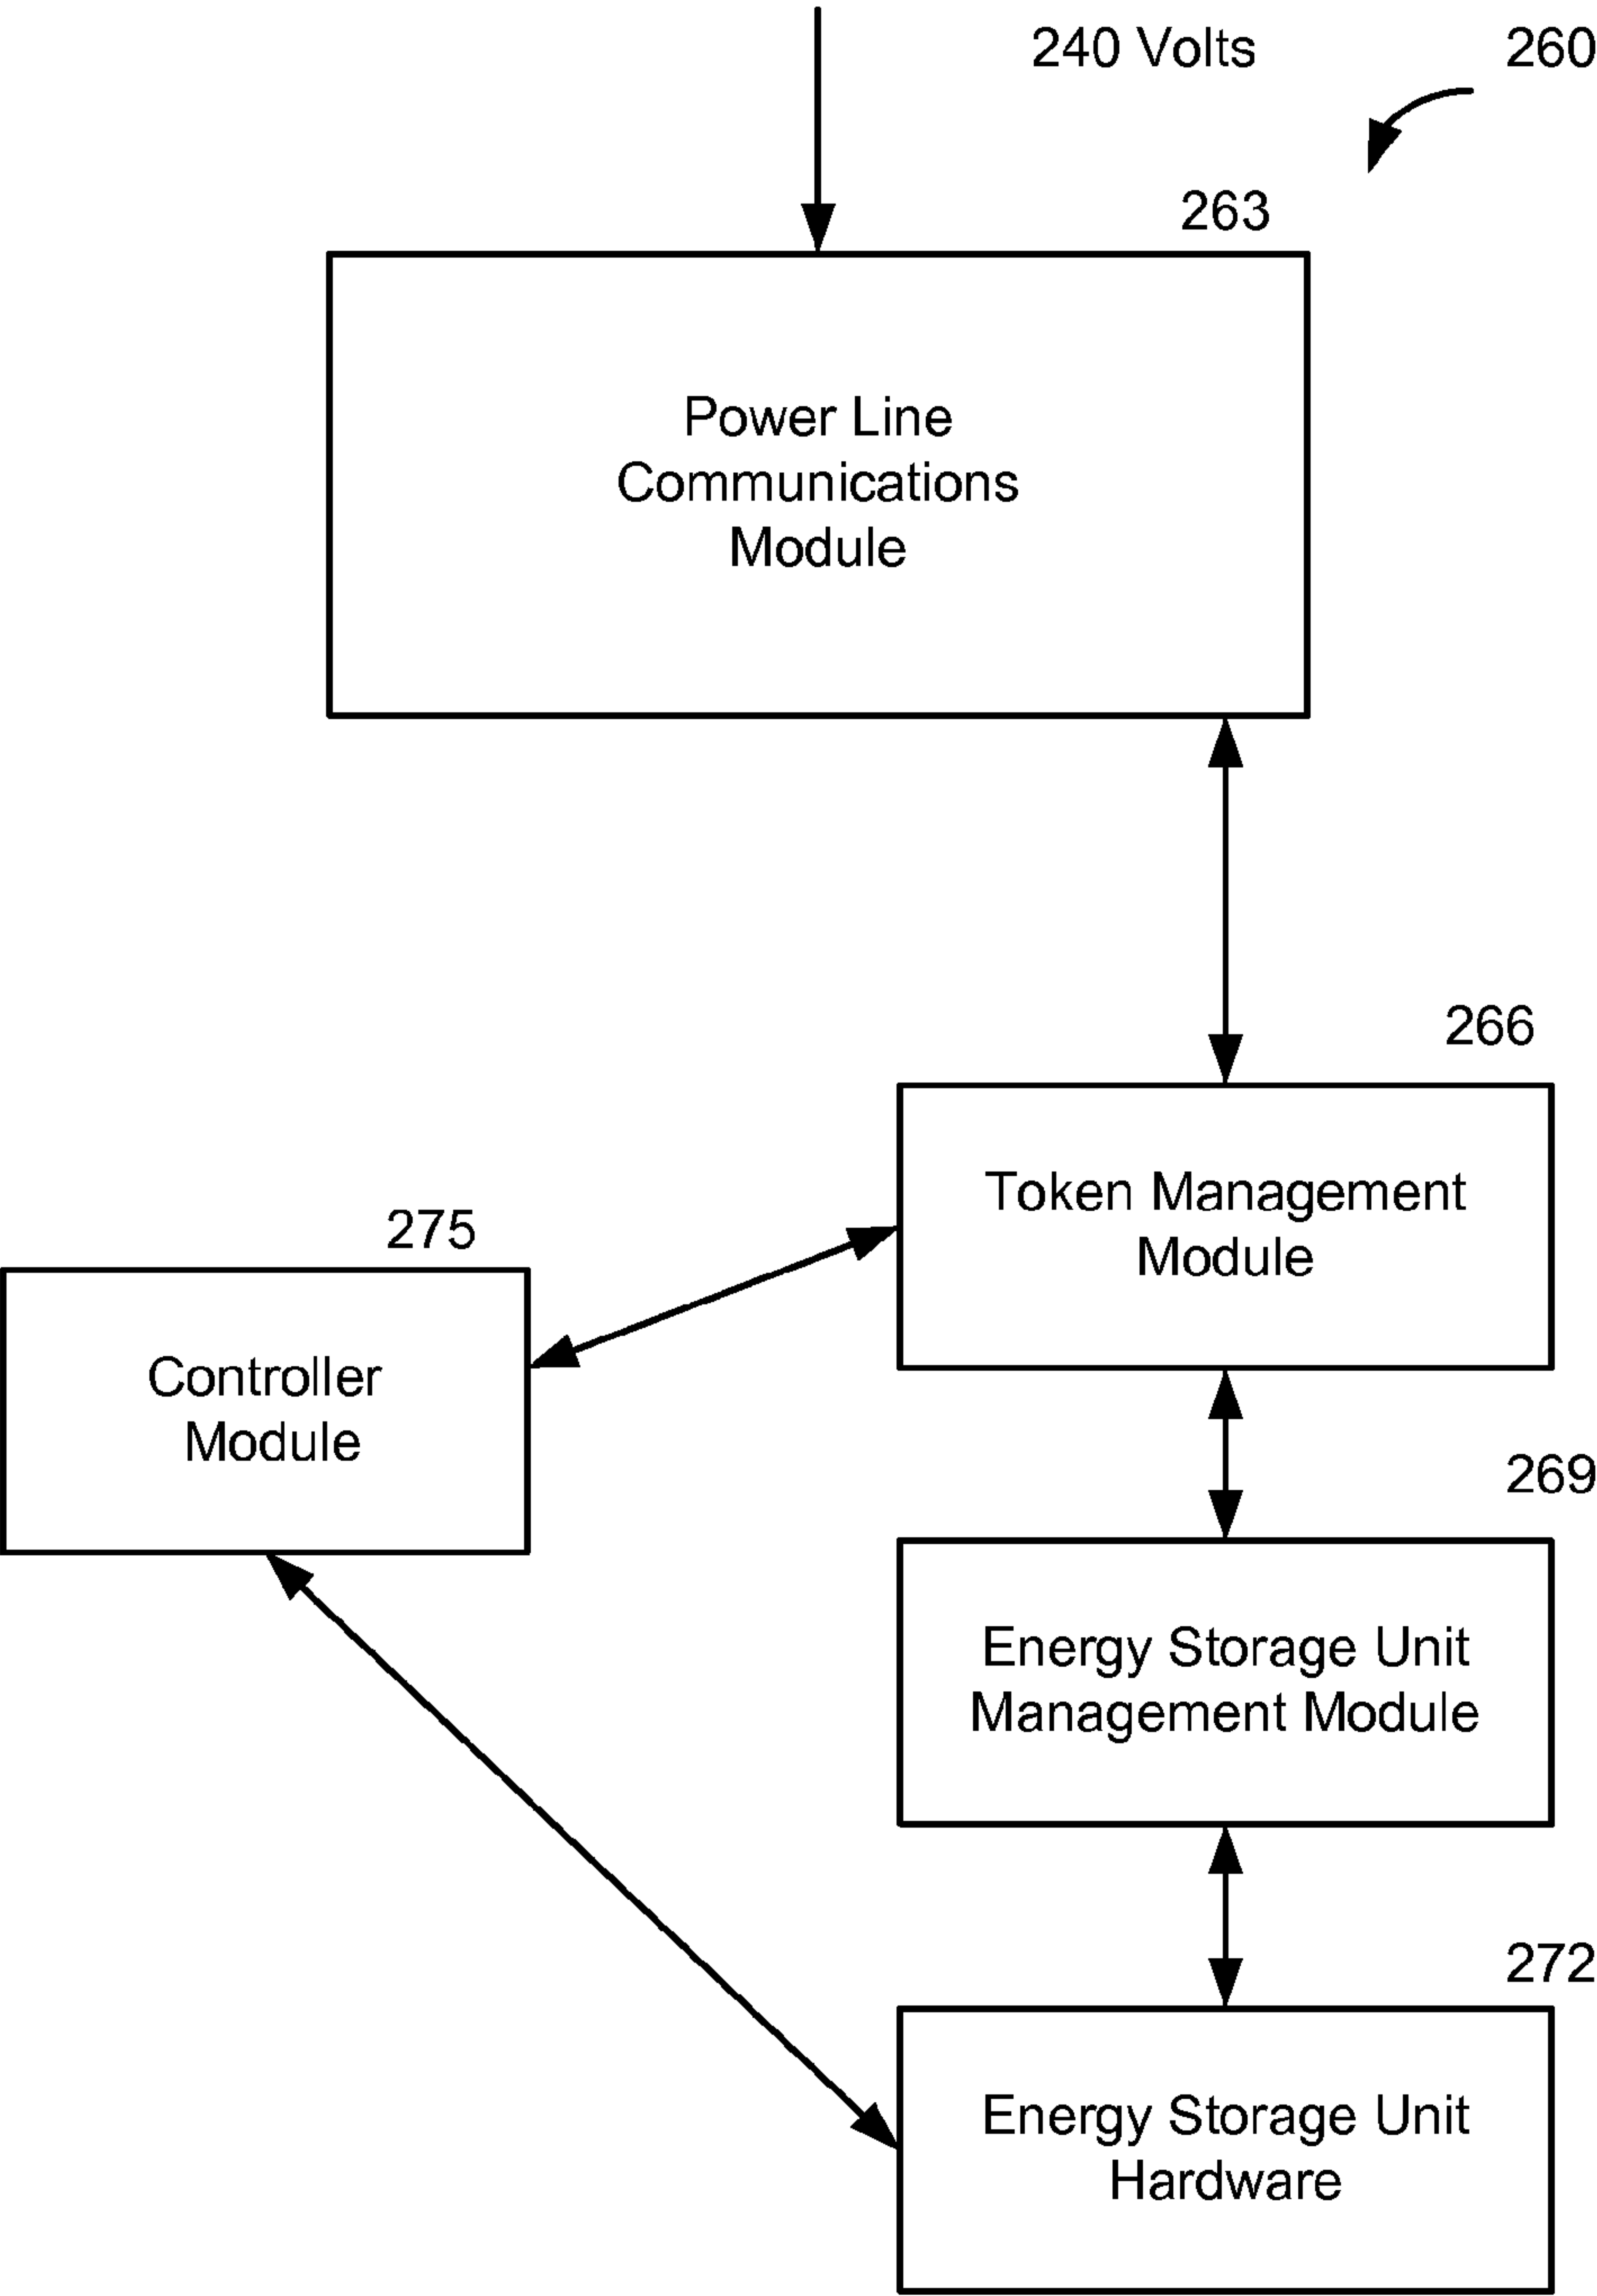 240 Volts
260
263
Power Line
Communications
Module
266
Token Management
Module
275
Controller
Module
269
Energy Storage Unit
Management Module
272
Energy Storage Unit
Hardware